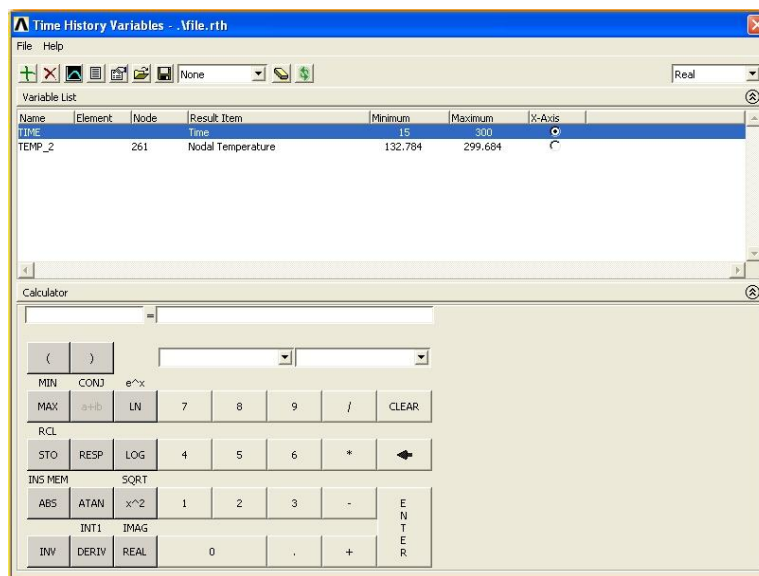 Time History Variables - .\file.rth
File Help
None Real
Variable List
Name Element Node Result Item Minimum Maximum X-Axis
TIME Time 15 300
TEMP_2 261 Nodal Temperature 132.784 299.684
Calculator
=
( )
MIN CONJ e^x
MAX a+ib LN 7 8 9 / CLEAR
RCL
STO RESP LOG 4 5 6 *
INS MEM SQRT
ABS ATAN x^2 1 2 3 - ENTER
INT1 IMAG
INV DERIV REAL 0 . +